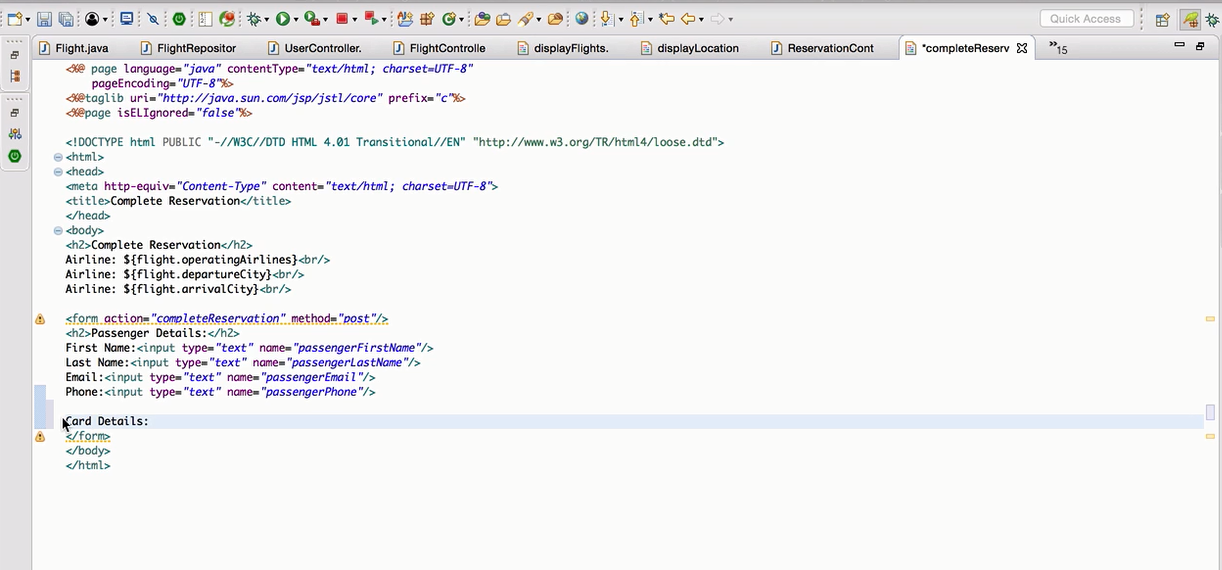 Quick Access
Flight.java
FlightRepositor
UserController.
FlightControlle
displayFlights.
displayLocation
ReservationCont
*completeReserv
»15
<%@ page language="java" contentType="text/html; charset=UTF-8"
pageEncoding="UTF-8"%>
<%@taglib uri="http://java.sun.com/jsp/jstl/core" prefix="c"%>
<%@page isELIgnored="false"%>
<!DOCTYPE html PUBLIC "-//W3C//DTD HTML 4.01 Transitional//EN" "http://www.w3.org/TR/html4/loose.dtd">
<html>
<head>
<meta http-equiv="Content-Type" content="text/html; charset=UTF-8">
<title>Complete Reservation</title>
</head>
<body>
<h2>Complete Reservation</h2>
Airline: ${flight.operatingAirlines}<br/>
Airline: ${flight.departureCity}<br/>
Airline: ${flight.arrivalCity}<br/>
<form action="completeReservation" method="post"/>
<h2>Passenger Details:</h2>
First Name:<input type="text" name="passengerFirstName"/>
Last Name:<input type="text" name="passengerLastName"/>
Email:<input type="text" name="passengerEmail"/>
Phone:<input type="text" name="passengerPhone"/>
Card Details:
</form>
</body>
</html>